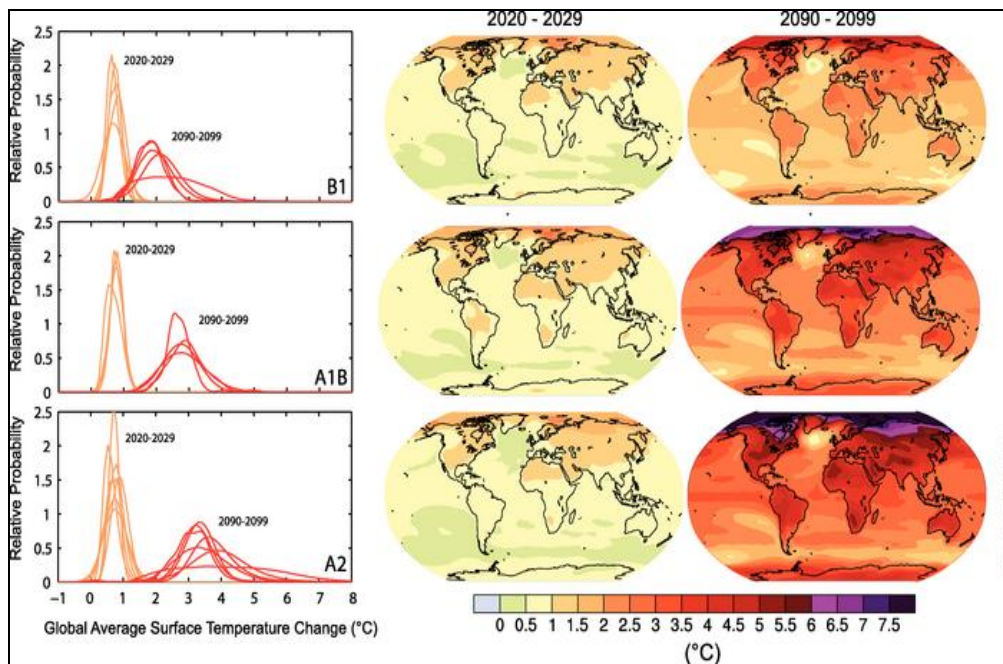 2020 - 2029 2090 - 2099
Relative Probability
2.5
2
1.5
1
0.5
0
2020-2029
2090-2099
B1
Relative Probability
2.5
2
1.5
1
0.5
0
2020-2029
2090-2099
A1B
Relative Probability
2.5
2
1.5
1
0.5
0
2020-2029
2090-2099
A2
-1 0 1 2 3 4 5 6 7 8
Global Average Surface Temperature Change (°C)
0 0.5 1 1.5 2 2.5 3 3.5 4 4.5 5 5.5 6 6.5 7 7.5
(°C)